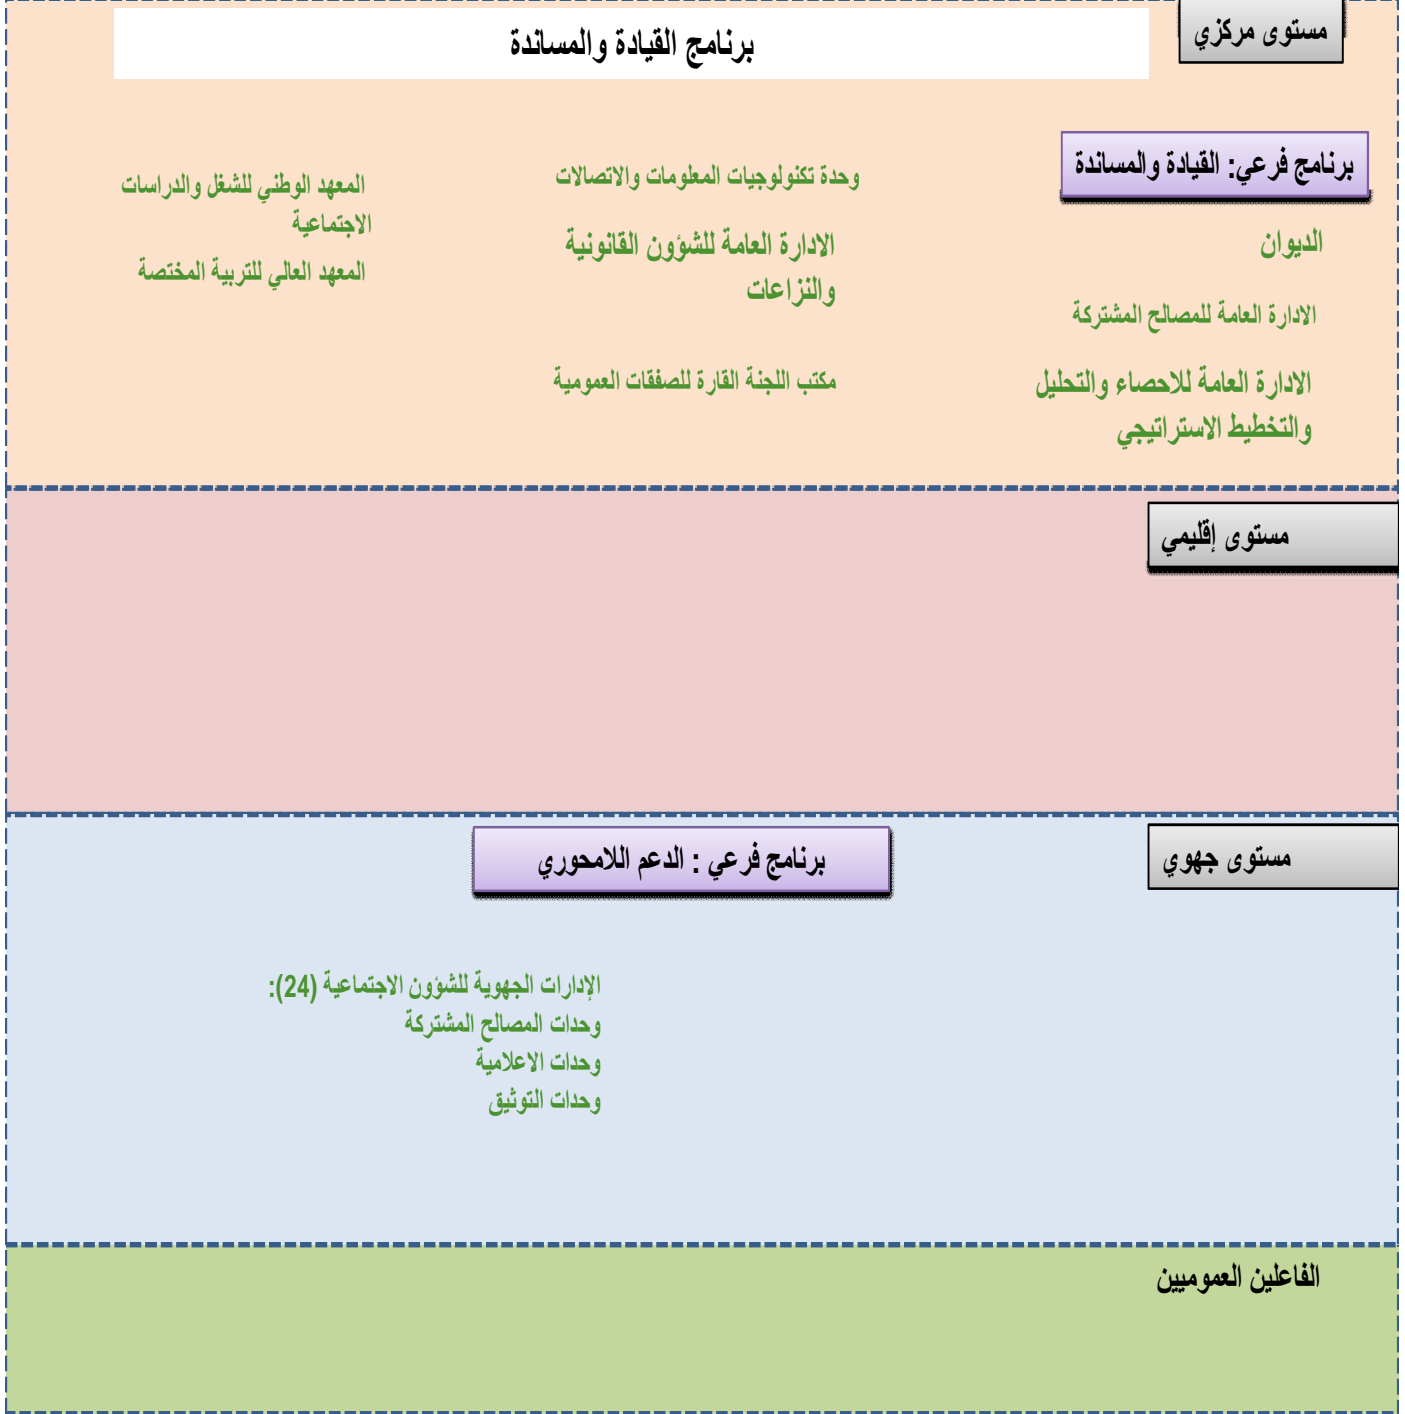 مستوى مركزي
برنامج القيادة والمساندة
برنامج فرعي: القيادة والمساندة
الديوان
الادارة العامة للمصالح المشتركة
الادارة العامة للاحصاء والتحليل
والتخطيط الاستراتيجي
وحدة تكنولوجيات المعلومات والاتصالات
الادارة العامة للشؤون القانونية
والنزاعات
مكتب اللجنة القارة للصفقات العمومية
المعهد الوطني للشغل والدراسات
الاجتماعية
المعهد العالي للتربية المختصة
مستوى إقليمي
مستوى جهوي
برنامج فرعي : الدعم اللامحوري
الإدارات الجهوية للشؤون الاجتماعية (24):
وحدات المصالح المشتركة
وحدات الاعلامية
وحدات التوثيق
الفاعلين العموميين